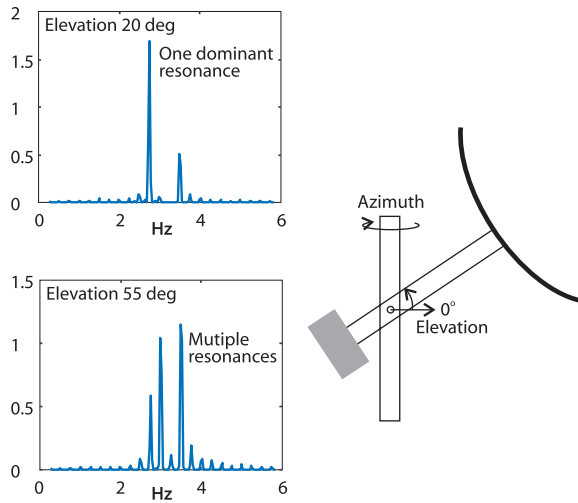 Elevation 20 deg
One dominant
resonance
2
1.5
1
0.5
0
0 2 4 6
Hz
Elevation 55 deg
Mutiple
resonances
1.5
1
0.5
0
0 2 4 6
Hz
Azimuth
0°
Elevation